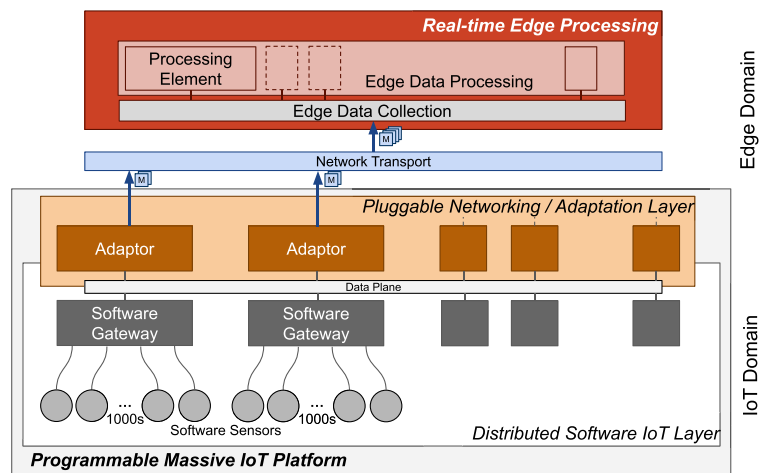 Real-time Edge Processing
Processing
Element
Edge Data Processing
Edge Data Collection
M
Network Transport
M
M
Edge Domain
Pluggable Networking / Adaptation Layer
Adaptor
Adaptor
Data Plane
Software
Gateway
Software
Gateway
...
1000s
...
1000s
Software Sensors
Distributed Software IoT Layer
Programmable Massive IoT Platform
IoT Domain